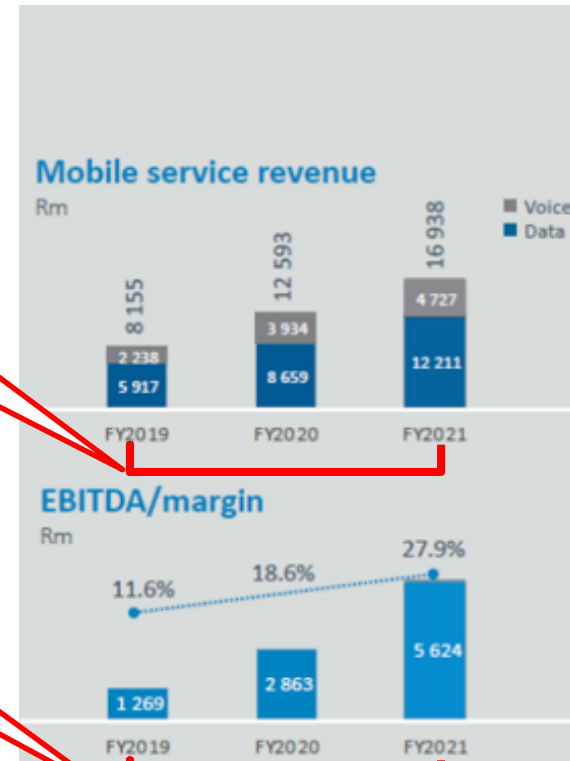 Mobile service revenue
Rm
Voice
Data
8 155
12 593
16 938
2 238
3 934
4 727
5 917
8 659
12 211
FY2019 FY2020 FY2021
EBITDA/margin
Rm
11.6% 18.6% 27.9%
1 269 2 863 5 624
FY2019 FY2020 FY2021